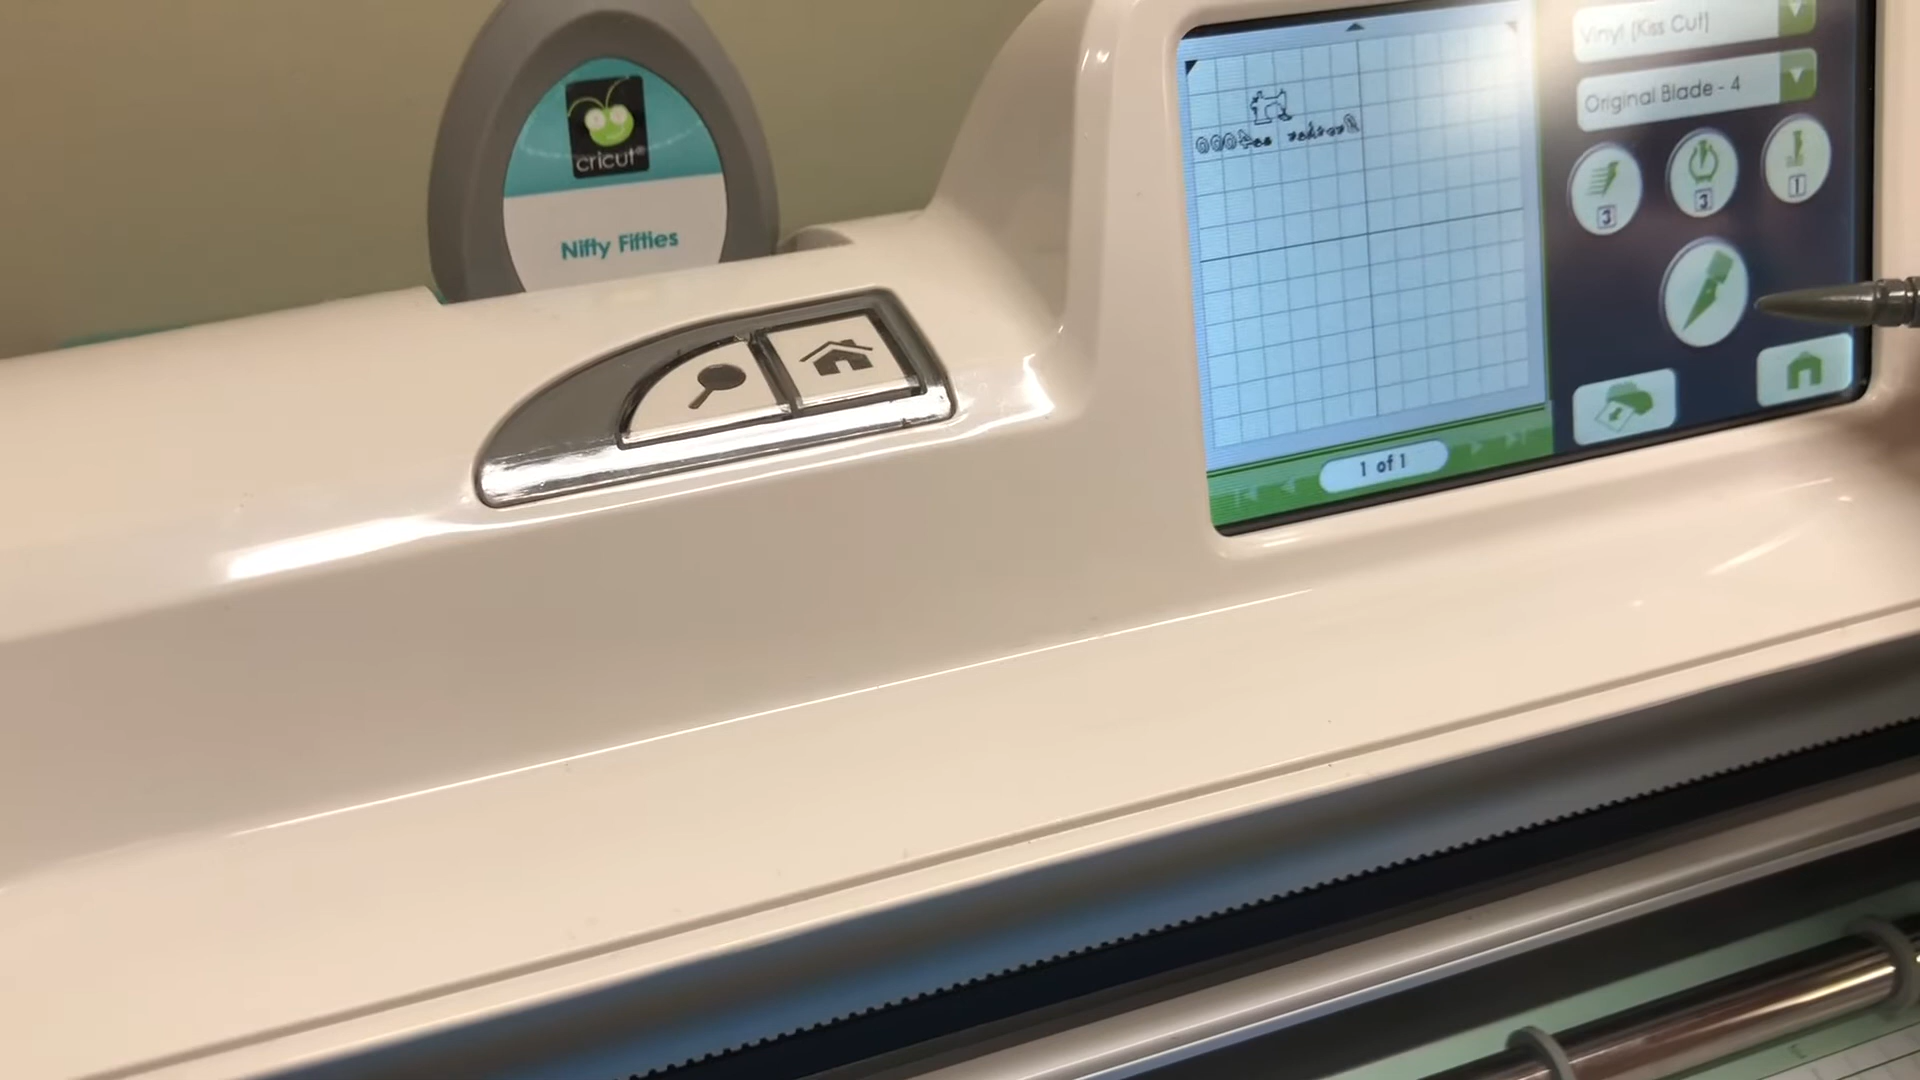 cricut®
Nifty Fifties
Vinyl (Kiss Cut)
Original Blade - 4
3
3
1
1 of 1